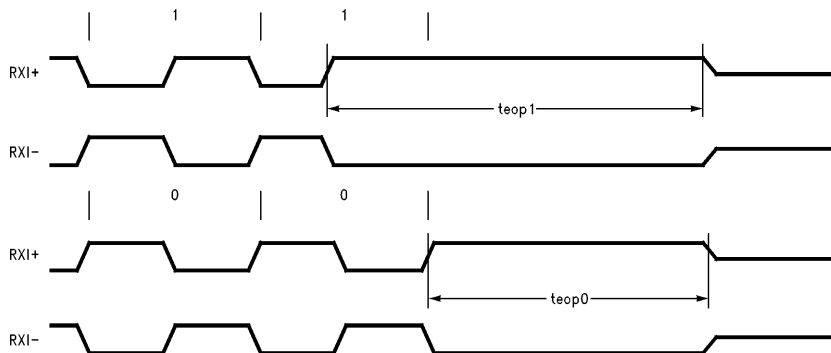 1 1
RXI+
teop1
RXI-
0 0
RXI+
teop0
RXI-